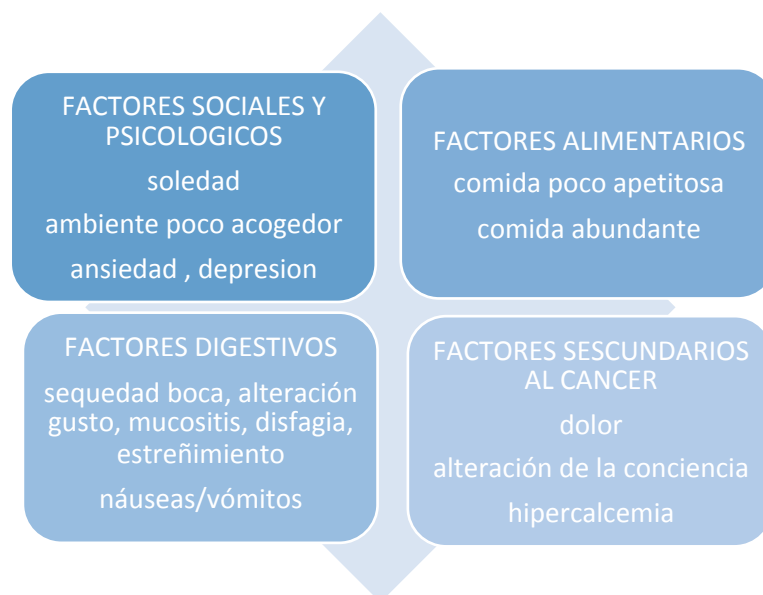 FACTORES SOCIALES Y
PSICOLOGICOS
soledad
ambiente poco acogedor
ansiedad , depresion
FACTORES ALIMENTARIOS
comida poco apetitosa
comida abundante
FACTORES DIGESTIVOS
sequedad boca, alteración
gusto, mucositis, disfagia,
estreñimiento
náuseas/vómitos
FACTORES SESCUNDARIOS
AL CANCER
dolor
alteración de la conciencia
hipercalcemia